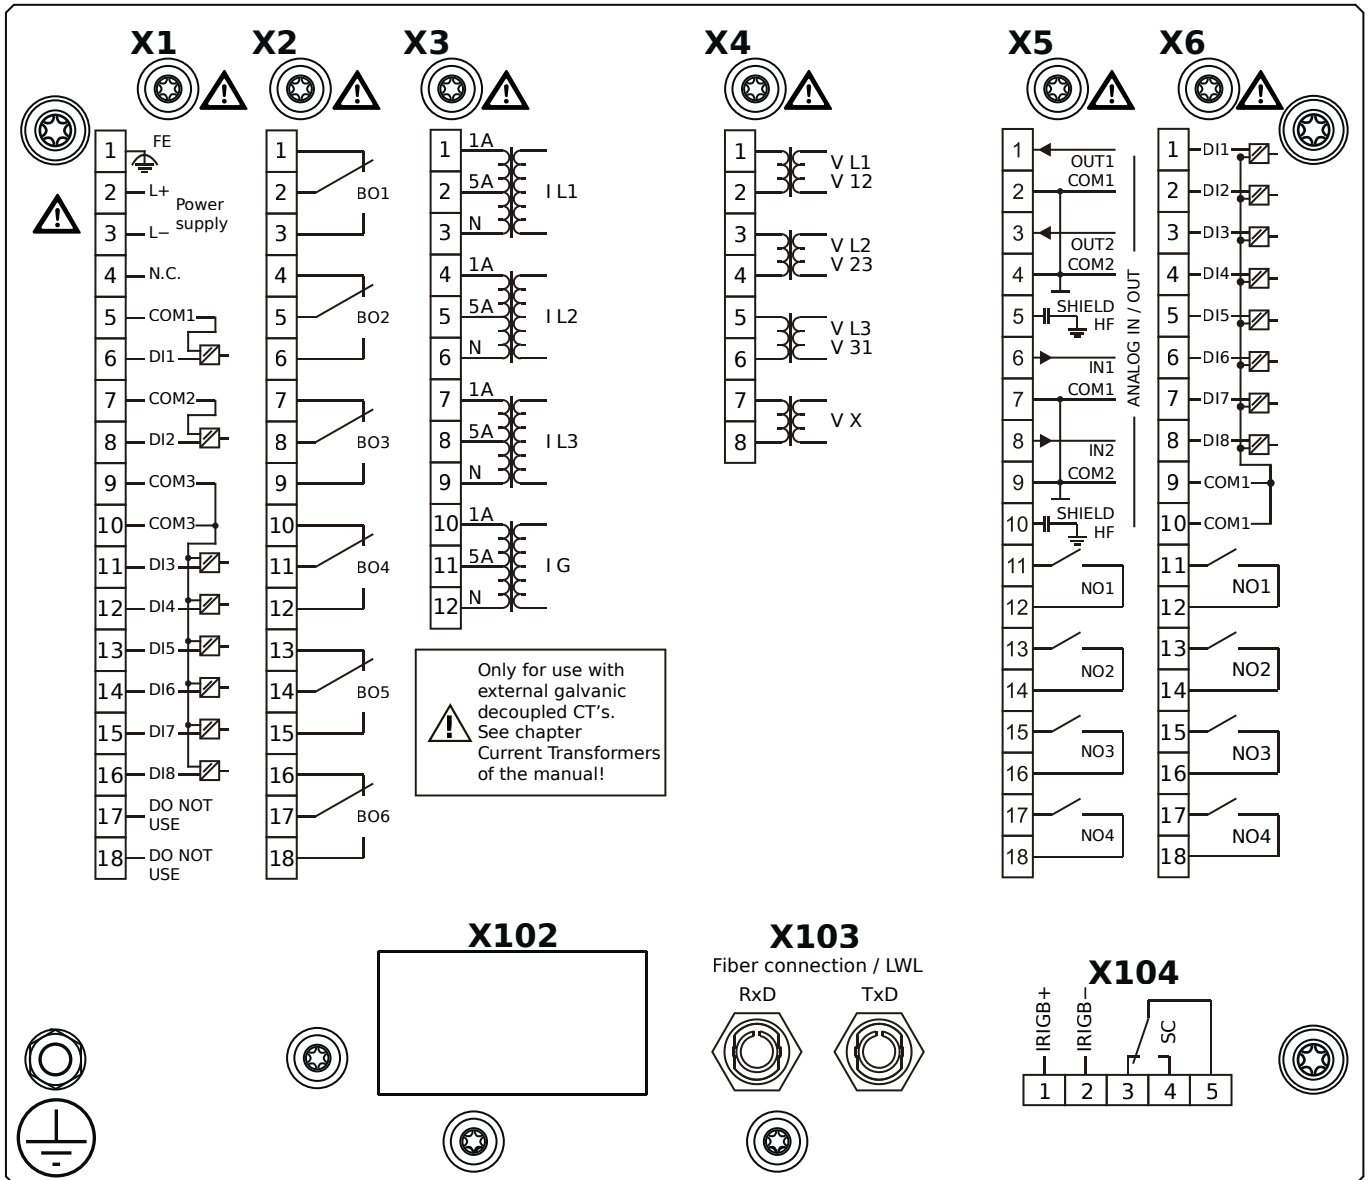 X1
X2
X3
X4
X5
X6
1
FE
2
L+
Power
supply
3
L−
4
N.C.
5
COM1
6
DI1
7
COM2
8
DI2
9
COM3
10
COM3
11
DI3
12
DI4
13
DI5
14
DI6
15
DI7
16
DI8
17
DO NOT
USE
18
DO NOT
USE
1
2
BO1
3
4
5
BO2
6
7
8
BO3
9
10
11
BO4
12
13
14
BO5
15
16
17
BO6
18
1
1A
2
5A
I L1
3
N
4
1A
5
5A
I L2
6
N
7
1A
8
5A
I L3
9
N
10
1A
11
5A
I G
12
N
Only for use with
external galvanic
decoupled CT's.
See chapter
Current Transformers
of the manual!
1
V L1
2
V 12
3
V L2
4
V 23
5
V L3
6
V 31
7
V X
8
1
OUT1
2
COM1
3
OUT2
4
COM2
5
SHIELD
HF
6
IN1
7
COM1
8
IN2
9
COM2
10
SHIELD
HF
ANALOG IN / OUT
11
NO1
12
13
NO2
14
15
NO3
16
17
NO4
18
1
DI1
2
DI2
3
DI3
4
DI4
5
DI5
6
DI6
7
DI7
8
DI8
9
COM1
10
COM1
11
NO1
12
13
NO2
14
15
NO3
16
17
NO4
18
X102
X103
Fiber connection / LWL
RxD
TxD
X104
IRIGB+
IRIGB−
SC
1
2
3
4
5